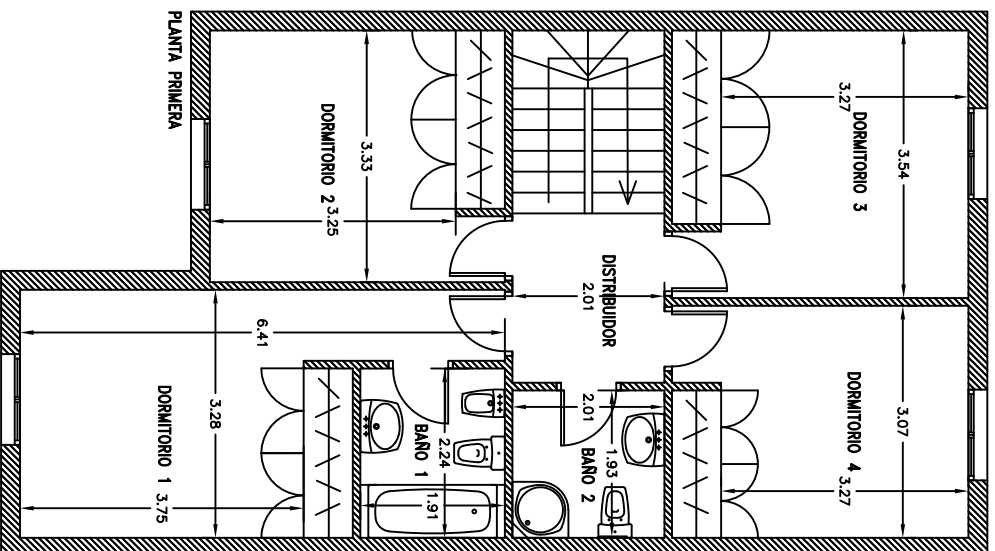 PLANTA PRIMERA
DORMITORIO 3
3.54
3.27
DORMITORIO 4
3.07
3.27
DISTRIBUIDOR
2.01
BAÑO 2
2.01
1.93
DORMITORIO 2
3.33
3.25
BAÑO 1
2.24
1.91
DORMITORIO 1
6.41
3.28
3.75